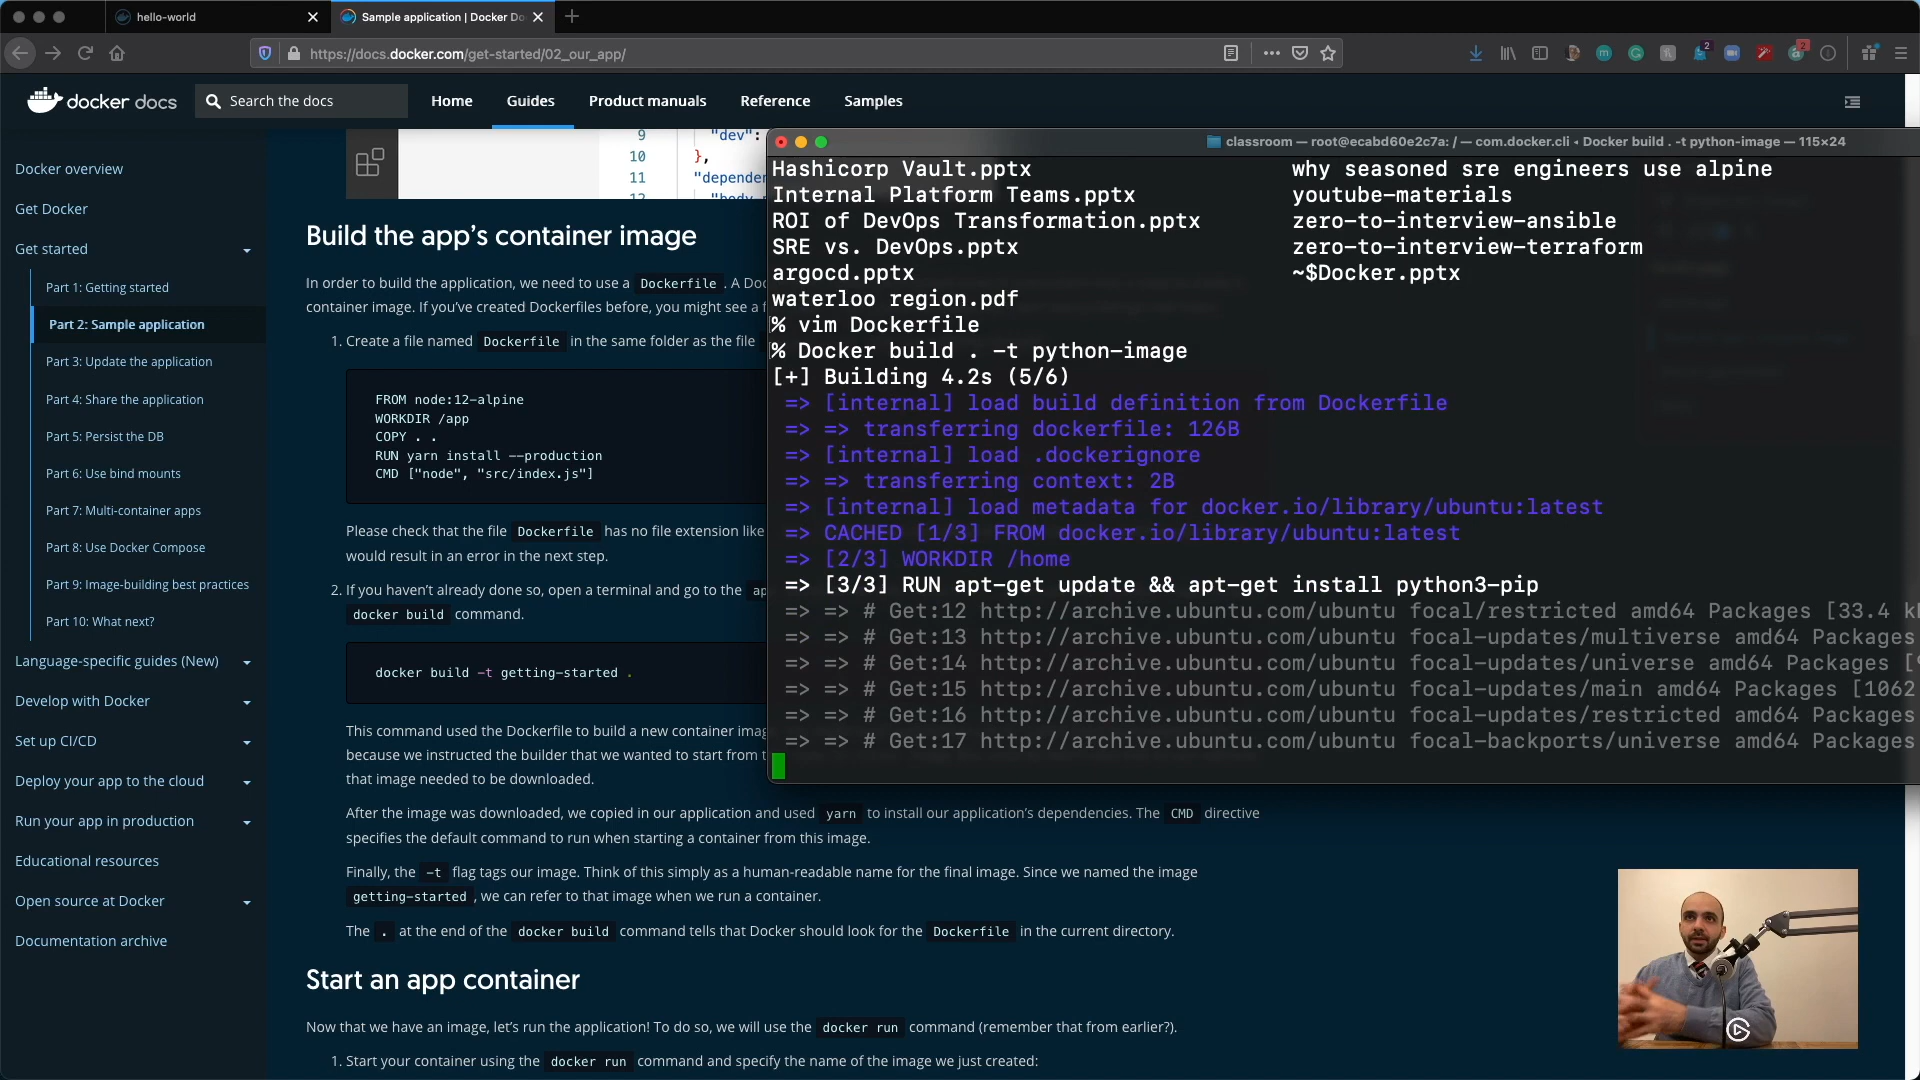 hello-world
Sample application | Docker Do
https://docs.docker.com/get-started/02_our_app/
2
2
docker docs
Search the docs
Home
Guides
Product manuals
Reference
Samples
Docker overview
Get Docker
Get started
Part 1: Getting started
Part 2: Sample application
Part 3: Update the application
Part 4: Share the application
Part 5: Persist the DB
Part 6: Use bind mounts
Part 7: Multi-container apps
Part 8: Use Docker Compose
Part 9: Image-building best practices
Part 10: What next?
Language-specific guides (New)
Develop with Docker
Set up CI/CD
Deploy your app to the cloud
Run your app in production
Educational resources
Open source at Docker
Documentation archive
9 "dev":
10 },
11 "depender
12
Build the app's container image
In order to build the application, we need to use a Dockerfile . A Doc
container image. If you've created Dockerfiles before, you might see a f
1. Create a file named Dockerfile in the same folder as the file
FROM node:12-alpine
WORKDIR /app
COPY . .
RUN yarn install --production
CMD ["node", "src/index.js"]
Please check that the file Dockerfile has no file extension like
would result in an error in the next step.
2. If you haven't already done so, open a terminal and go to the ap
docker build command.
docker build -t getting-started .
This command used the Dockerfile to build a new container imag
because we instructed the builder that we wanted to start from t
that image needed to be downloaded.
After the image was downloaded, we copied in our application and used yarn to install our application's dependencies. The CMD directive
specifies the default command to run when starting a container from this image.
Finally, the -t flag tags our image. Think of this simply as a human-readable name for the final image. Since we named the image
getting-started , we can refer to that image when we run a container.
The . at the end of the docker build command tells that Docker should look for the Dockerfile in the current directory.
Start an app container
Now that we have an image, let's run the application! To do so, we will use the docker run command (remember that from earlier?).
1. Start your container using the docker run command and specify the name of the image we just created:
classroom — root@ecabd60e2c7a: / — com.docker.cli ◂ Docker build . -t python-image — 115×24
Hashicorp Vault.pptx why seasoned sre engineers use alpine
Internal Platform Teams.pptx youtube-materials
ROI of DevOps Transformation.pptx zero-to-interview-ansible
SRE vs. DevOps.pptx zero-to-interview-terraform
argocd.pptx ~$Docker.pptx
waterloo region.pdf
% vim Dockerfile
% Docker build . -t python-image
[+] Building 4.2s (5/6)
=> [internal] load build definition from Dockerfile
=> => transferring dockerfile: 126B
=> [internal] load .dockerignore
=> => transferring context: 2B
=> [internal] load metadata for docker.io/library/ubuntu:latest
=> CACHED [1/3] FROM docker.io/library/ubuntu:latest
=> [2/3] WORKDIR /home
=> [3/3] RUN apt-get update && apt-get install python3-pip
=> => # Get:12 http://archive.ubuntu.com/ubuntu focal/restricted amd64 Packages [33.4 k
=> => # Get:13 http://archive.ubuntu.com/ubuntu focal-updates/multiverse amd64 Packages
=> => # Get:14 http://archive.ubuntu.com/ubuntu focal-updates/universe amd64 Packages [
=> => # Get:15 http://archive.ubuntu.com/ubuntu focal-updates/main amd64 Packages [1062
=> => # Get:16 http://archive.ubuntu.com/ubuntu focal-updates/restricted amd64 Packages
=> => # Get:17 http://archive.ubuntu.com/ubuntu focal-backports/universe amd64 Packages